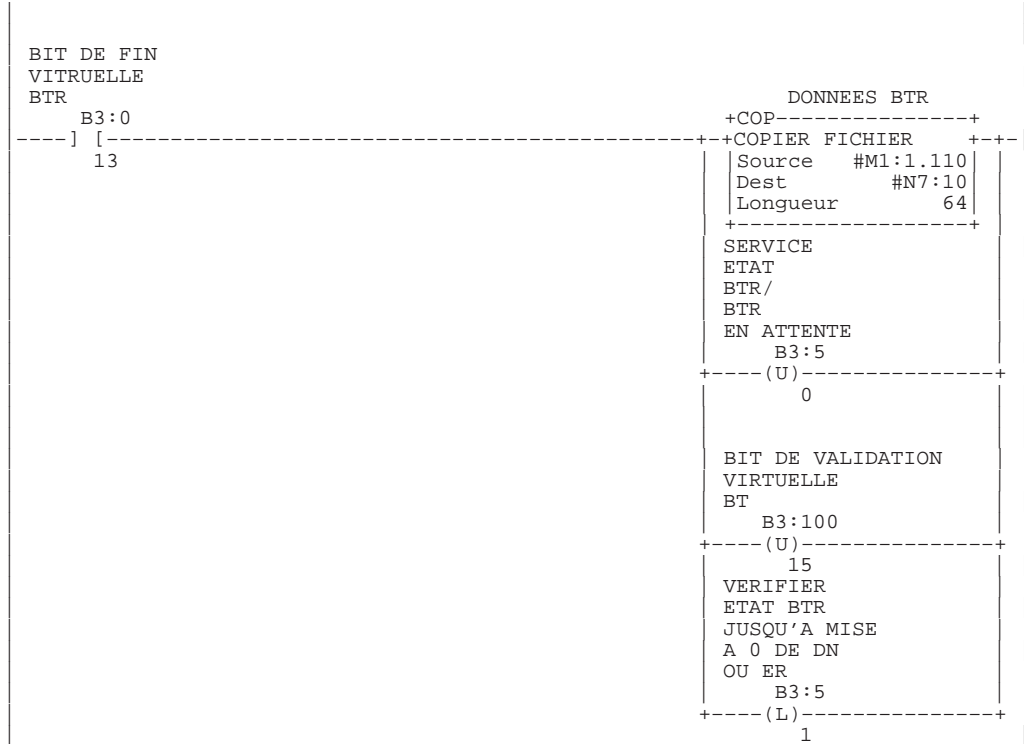 BIT DE FIN
VITRUELLE
BTR
B3:0
] [
13
DONNEES BTR
COP
COPIER FICHIER
Source #M1:1.110
Dest #N7:10
Longueur 64
SERVICE
ETAT
BTR/
BTR
EN ATTENTE
B3:5
(U)
0
BIT DE VALIDATION
VIRTUELLE
BT
B3:100
(U)
15
VERIFIER
ETAT BTR
JUSQU'A MISE
A 0 DE DN
OU ER
B3:5
(L)
1